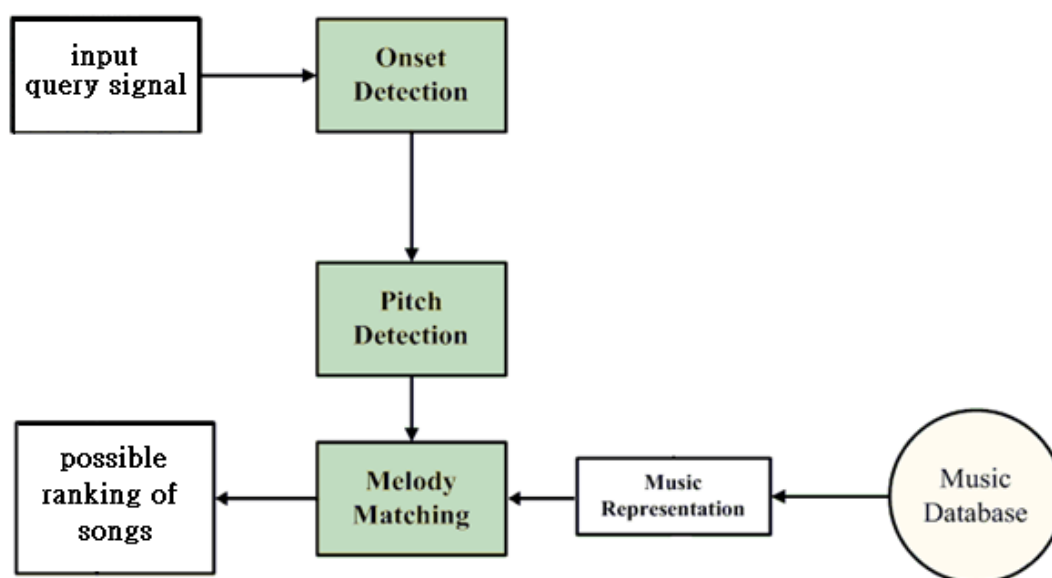 input
query signal
Onset
Detection
Pitch
Detection
possible
ranking of
songs
Melody
Matching
Music
Representation
Music
Database